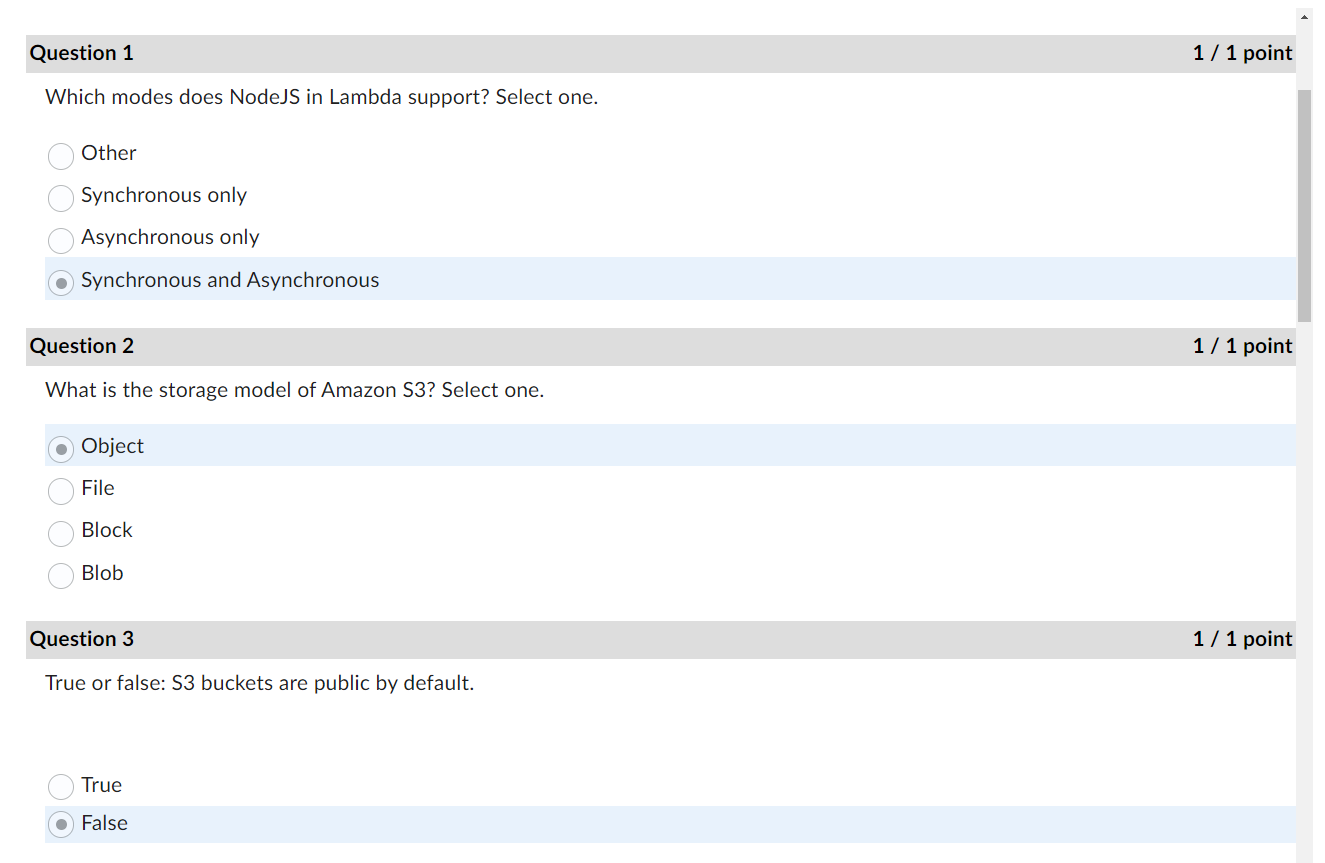 Question 1 1 / 1 point
Which modes does NodeJS in Lambda support? Select one.
Other
Synchronous only
Asynchronous only
Synchronous and Asynchronous
Question 2 1 / 1 point
What is the storage model of Amazon S3? Select one.
Object
File
Block
Blob
Question 3 1 / 1 point
True or false: S3 buckets are public by default.
True
False